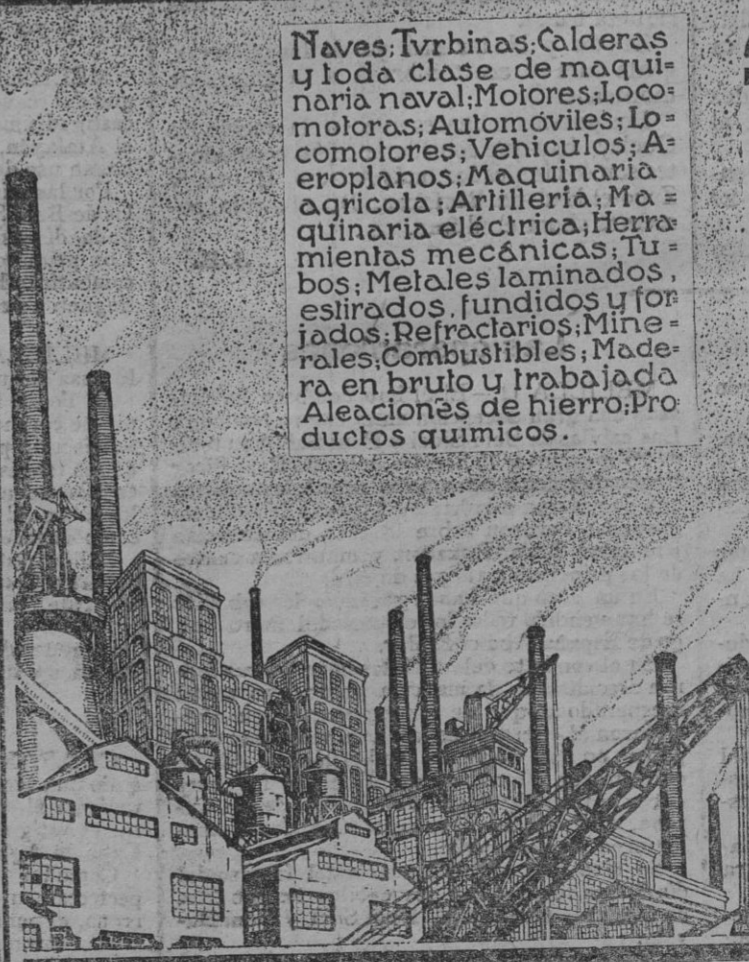 Naves;Tvrbinas;Calderas
y toda clase de maqui=
naria naval;Motores;Loco=
motoras; Automóviles; Lo=
comotores; Vehiculos; A=
eroplanos; Maquinaria
agricola; Artilleria; Ma=
quinaria eléctrica; Herra=
mientas mecánicas; Tu=
bos; Metales laminados,
estirados, fundidos y for
jados; Refractarios; Mine=
rales; Combustibles; Made=
ra en bruto y trabajada
Aleaciones de hierro; Pro
ductos quimicos.